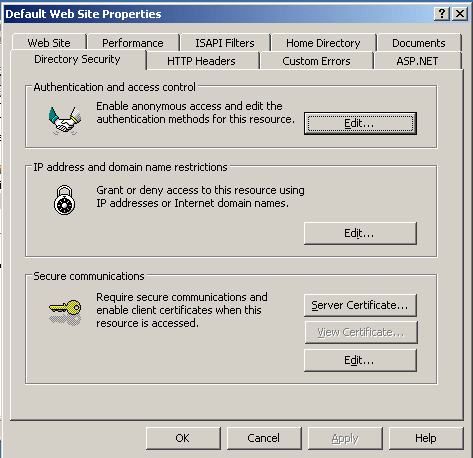 Default Web Site Properties
Web Site Performance ISAPI Filters Home Directory Documents
Directory Security HTTP Headers Custom Errors ASP.NET
Authentication and access control
Enable anonymous access and edit the
authentication methods for this resource.
Edit...
IP address and domain name restrictions
Grant or deny access to this resource using
IP addresses or Internet domain names.
Edit...
Secure communications
Require secure communications and
enable client certificates when this
resource is accessed.
Server Certificate...
View Certificate...
Edit...
OK Cancel Apply Help